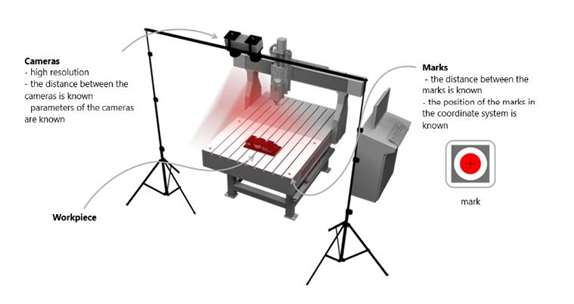 Cameras
- high resolution
- the distance between the
cameras is known
parameters of the cameras
are known
Marks
- the distance between the
marks is known
- the position of the marks in
the coordinate system is
known
mark
Workpiece